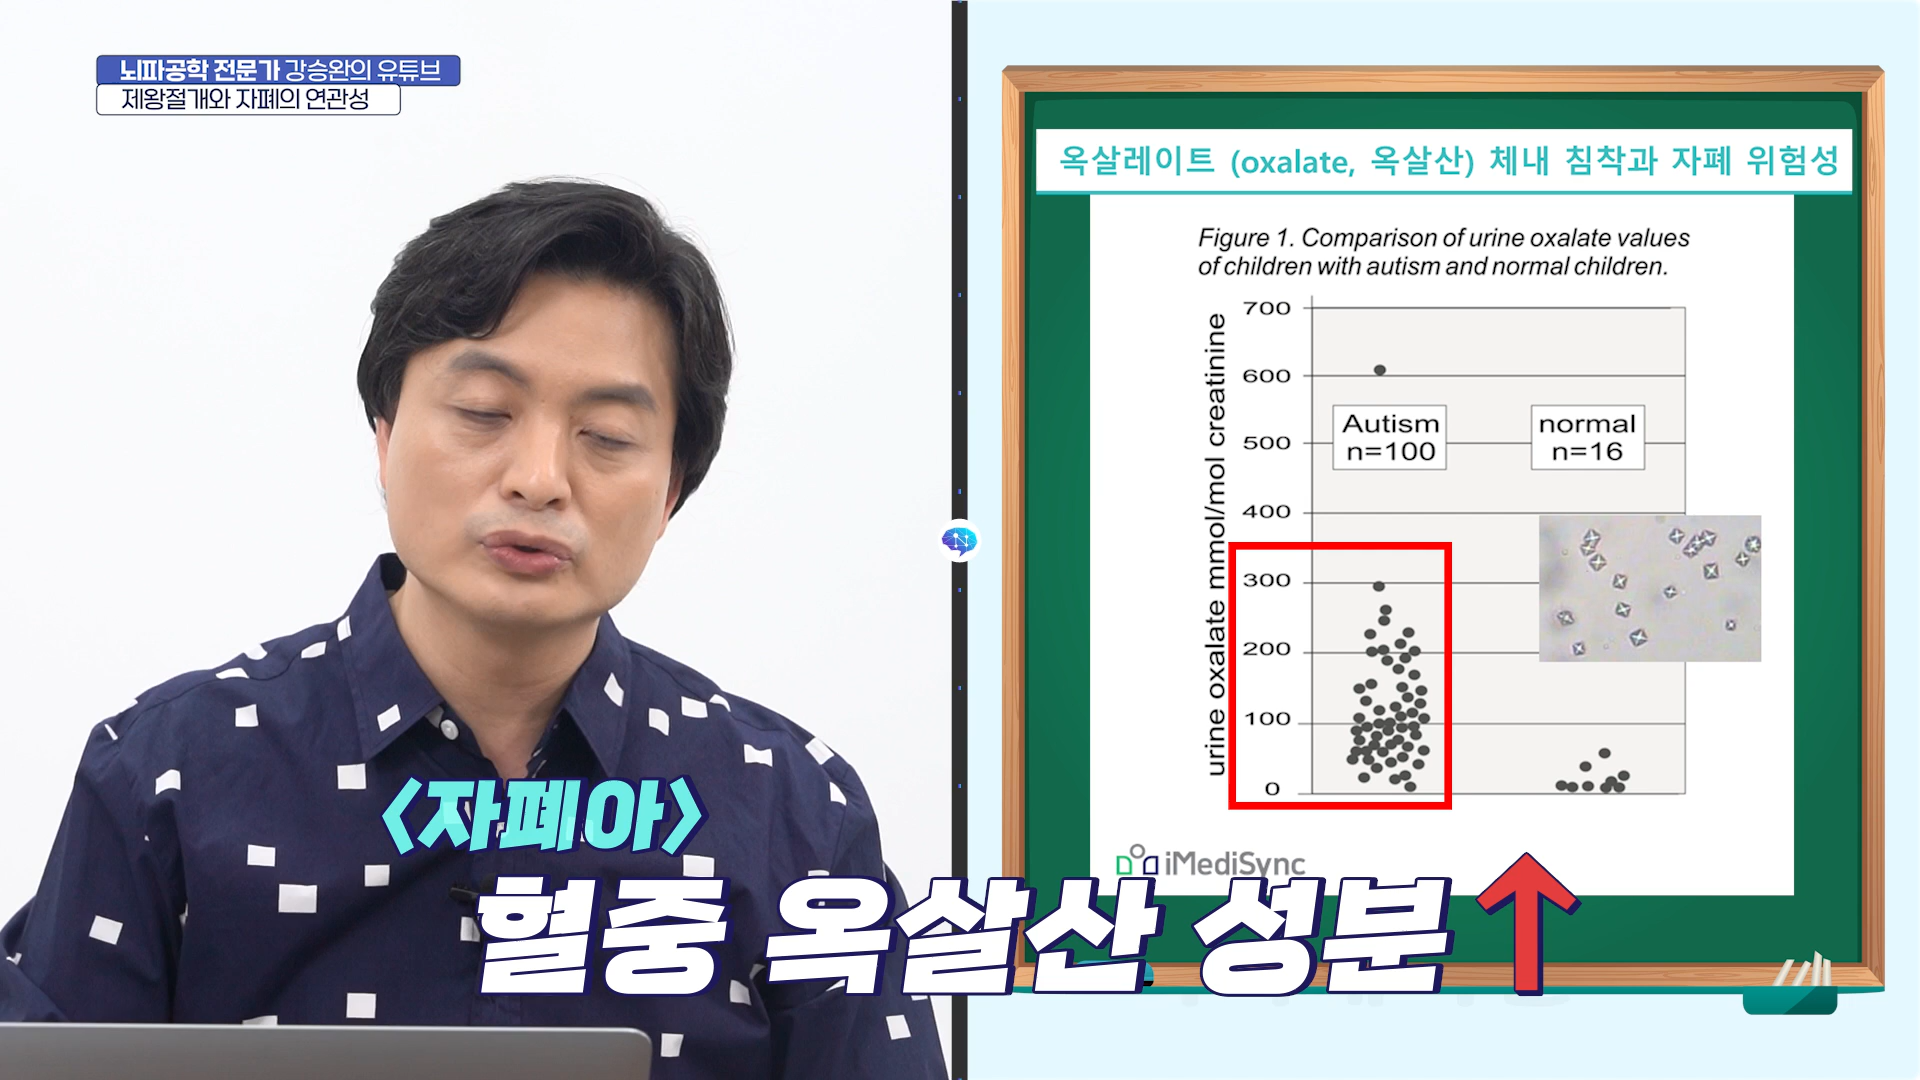 뇌파공학 전문가 강승완의 유튜브
제왕절개와 자폐의 연관성
옥살레이트 (oxalate, 옥살산) 체내 침착과 자폐 위험성
Figure 1. Comparison of urine oxalate values
of children with autism and normal children.
urine oxalate mmol/mol creatinine
700
600
500
400
300
200
100
0
Autism
n=100
normal
n=16
iMediSync
<자폐아>
혈중 옥살산 성분↑